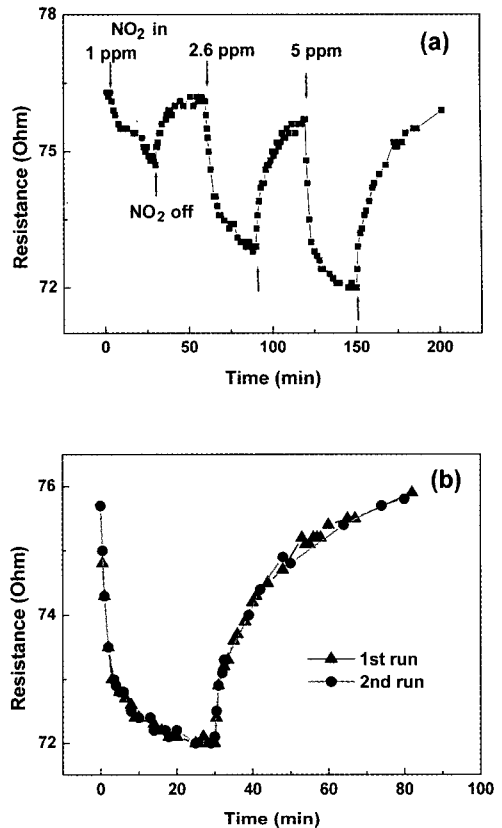 NO2 in
(a)
1 ppm 2.6 ppm 5 ppm
NO2 off
78
75
72
Resistance (Ohm)
0 50 100 150 200
Time (min)
(b)
76
74
72
Resistance (Ohm)
1st run
2nd run
0 20 40 60 80 100
Time (min)